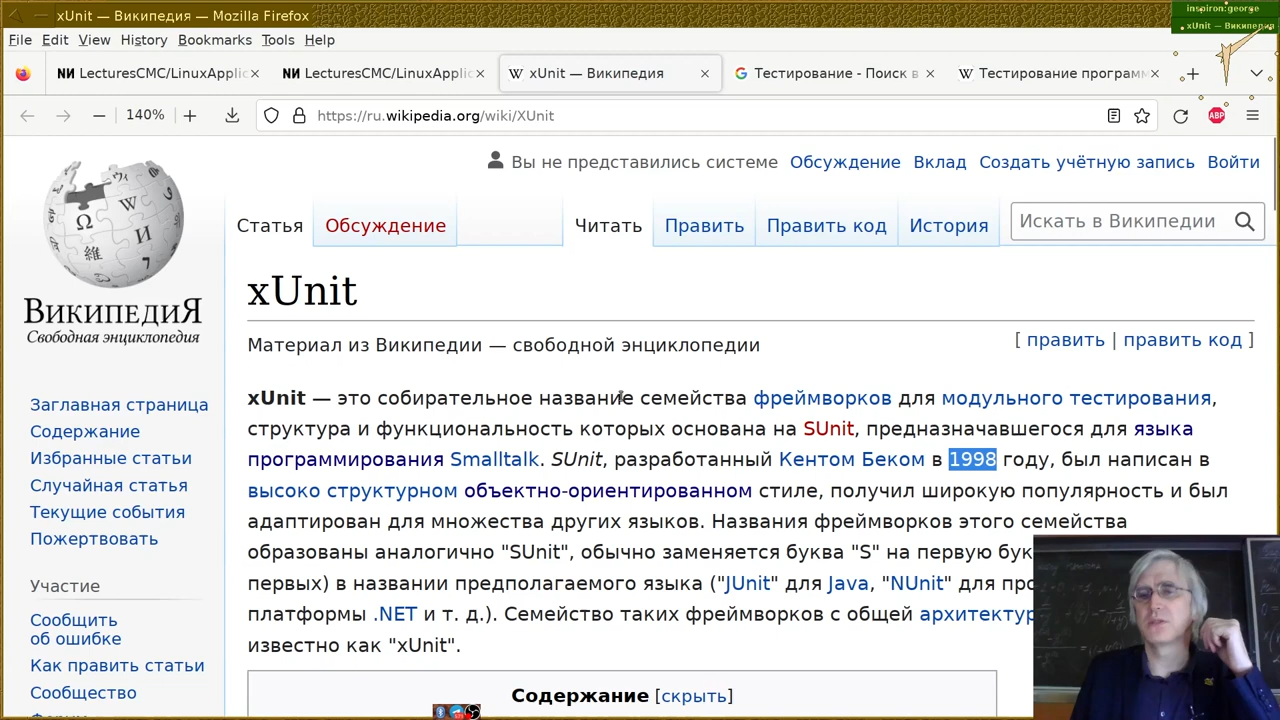 xUnit — Википедия — Mozilla Firefox
inspiron:george
xUnit — Википедия
File Edit View History Bookmarks Tools Help
LecturesCMC/LinuxApplic
LecturesCMC/LinuxApplic
xUnit — Википедия
Тестирование - Поиск в
Тестирование программ
140%
https://ru.wikipedia.org/wiki/XUnit
ABP
Вы не представились системе Обсуждение Вклад Создать учётную запись Войти
Статья Обсуждение Читать Править Править код История Искать в Википедии
ВикипедиЯ
Свободная энциклопедия
xUnit
Материал из Википедии — свободной энциклопедии
[ править | править код ]
xUnit — это собирательное название семейства фреймворков для модульного тестирования,
структура и функциональность которых основана на SUnit, предназначавшегося для языка
программирования Smalltalk. SUnit, разработанный Кентом Беком в 1998 году, был написан в
высоко структурном объектно-ориентированном стиле, получил широкую популярность и был
адаптирован для множества других языков. Названия фреймворков этого семейства
образованы аналогично "SUnit", обычно заменяется буква "S" на первую бук
первых) в названии предполагаемого языка ("JUnit" для Java, "NUnit" для про
платформы .NET и т. д.). Семейство таких фреймворков с общей архитектур
известно как "xUnit".
Содержание [скрыть]
Заглавная страница
Содержание
Избранные статьи
Случайная статья
Текущие события
Пожертвовать
Участие
Сообщить
об ошибке
Как править статьи
Сообщество
Форум